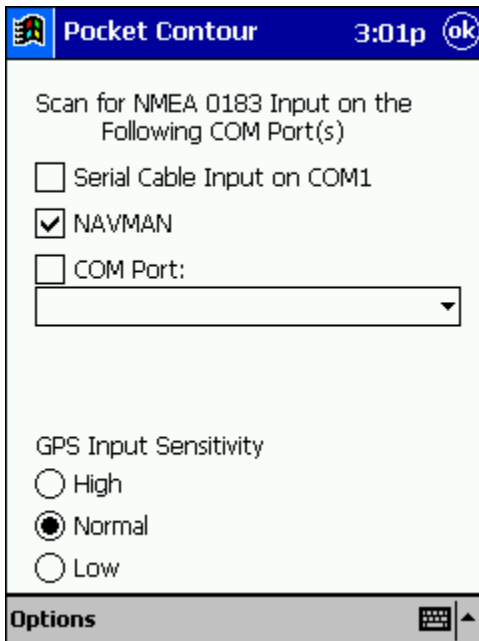 Pocket Contour 3:01p ok
Scan for NMEA 0183 Input on the
Following COM Port(s)
Serial Cable Input on COM1
NAVMAN
COM Port:
GPS Input Sensitivity
High
Normal
Low
Options